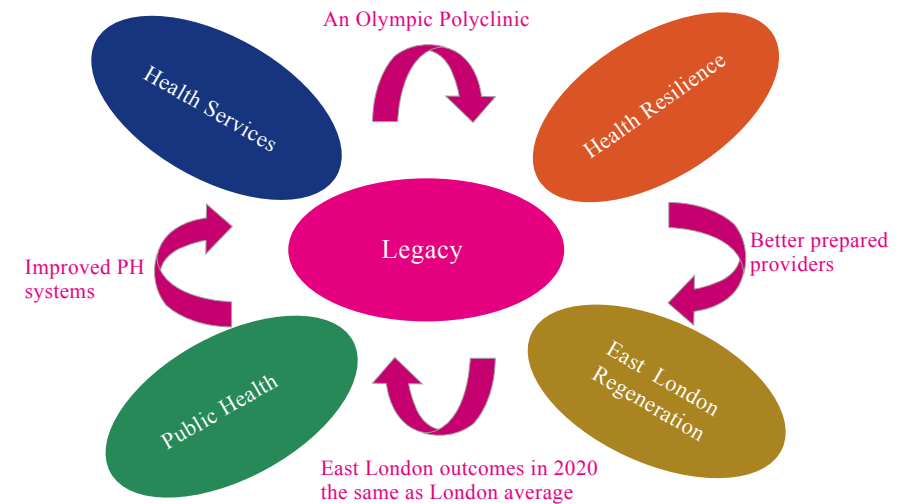 An Olympic Polyclinic
Health Services
Health Resilience
Legacy
Improved PH
systems
Better prepared
providers
Public Health
East London
Regeneration
East London outcomes in 2020
the same as London average